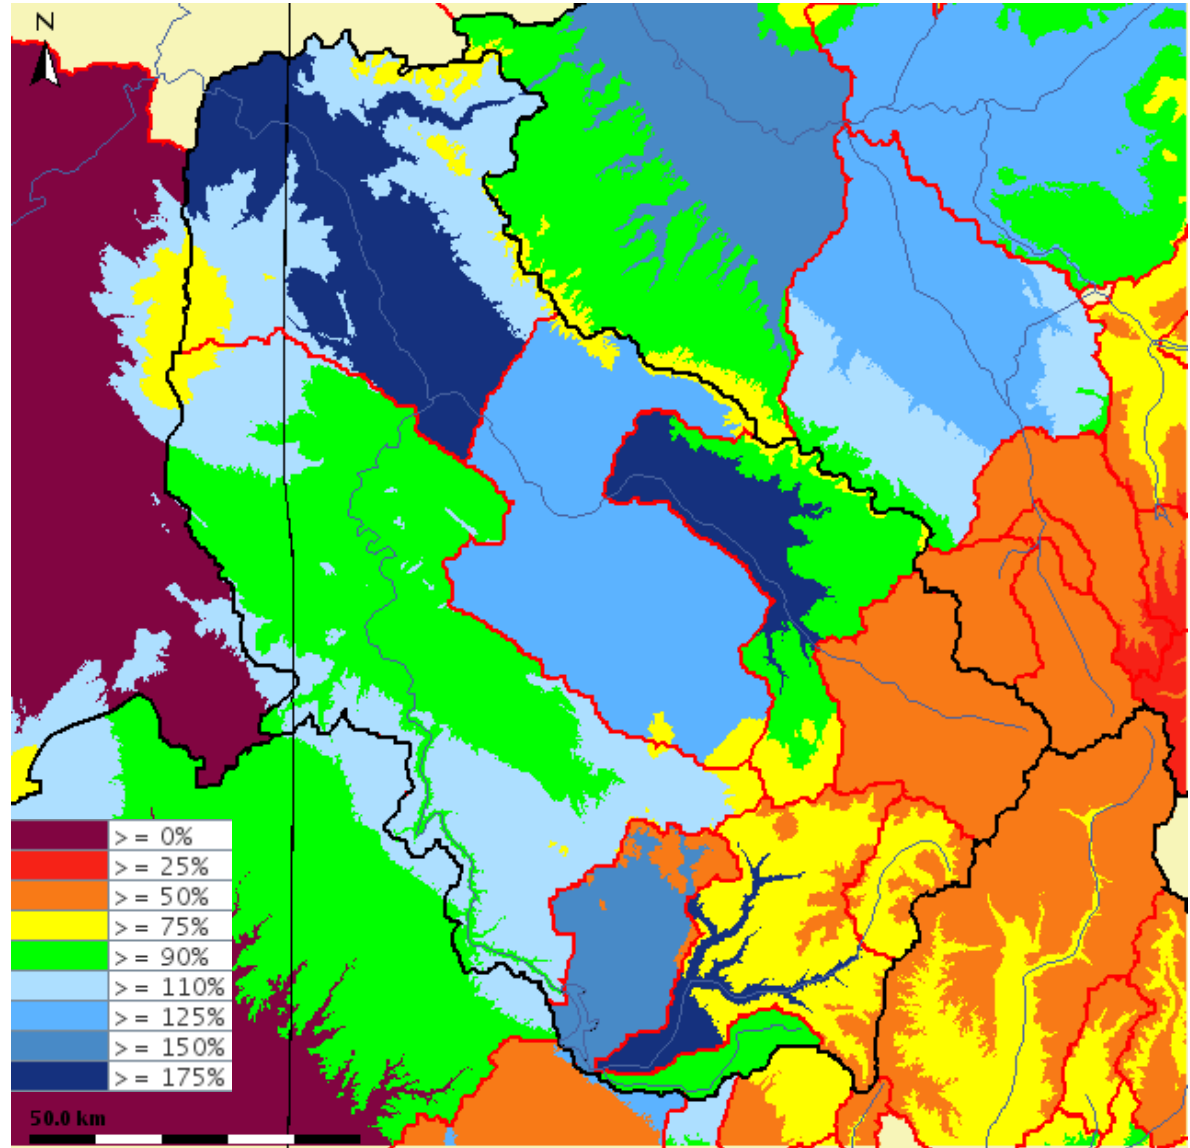 N
> = 0%
> = 25%
> = 50%
> = 75%
> = 90%
> = 110%
> = 125%
> = 150%
> = 175%
50.0 km